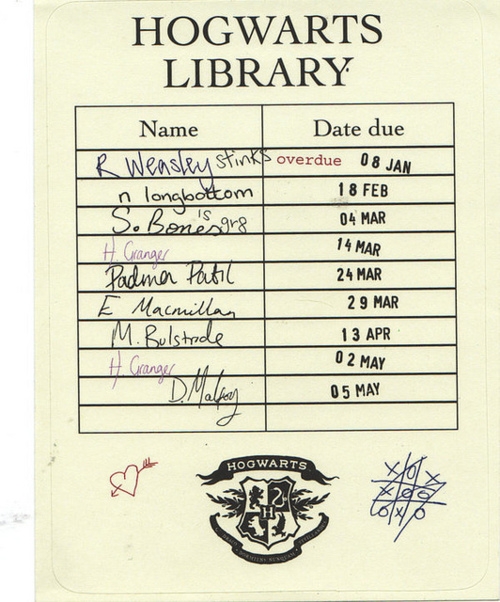 HOGWARTS
LIBRARY
Name Date due
R Weasley stinks overdue 08 JAN
n longbottom 18 FEB
S. Bones is gr8 04 MAR
H. Granger 14 MAR
Padma Patil 24 MAR
E Macmillan 29 MAR
M. Bulstrode 13 APR
H. Granger 02 MAY
D. Malfoy 05 MAY
HOGWARTS
H
X O X
X O O
O X O